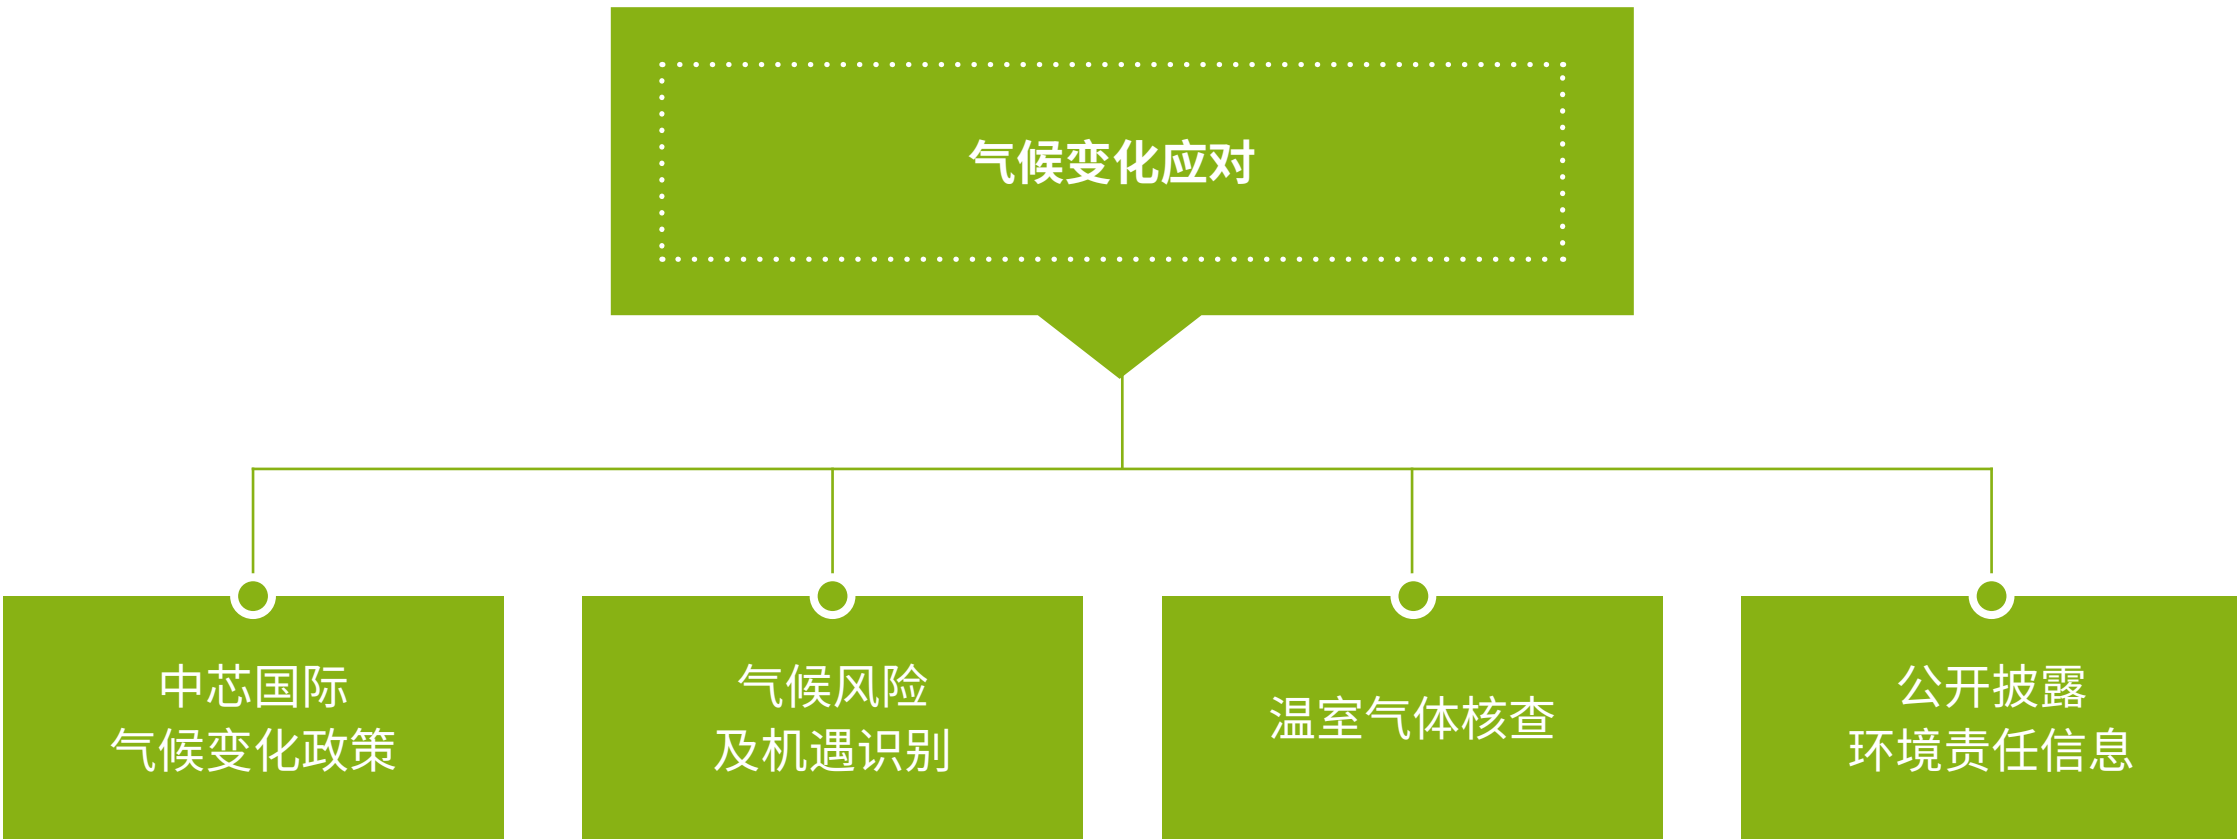 气候变化应对
中芯国际
气候变化政策
气候风险
及机遇识别
温室气体核查
公开披露
环境责任信息